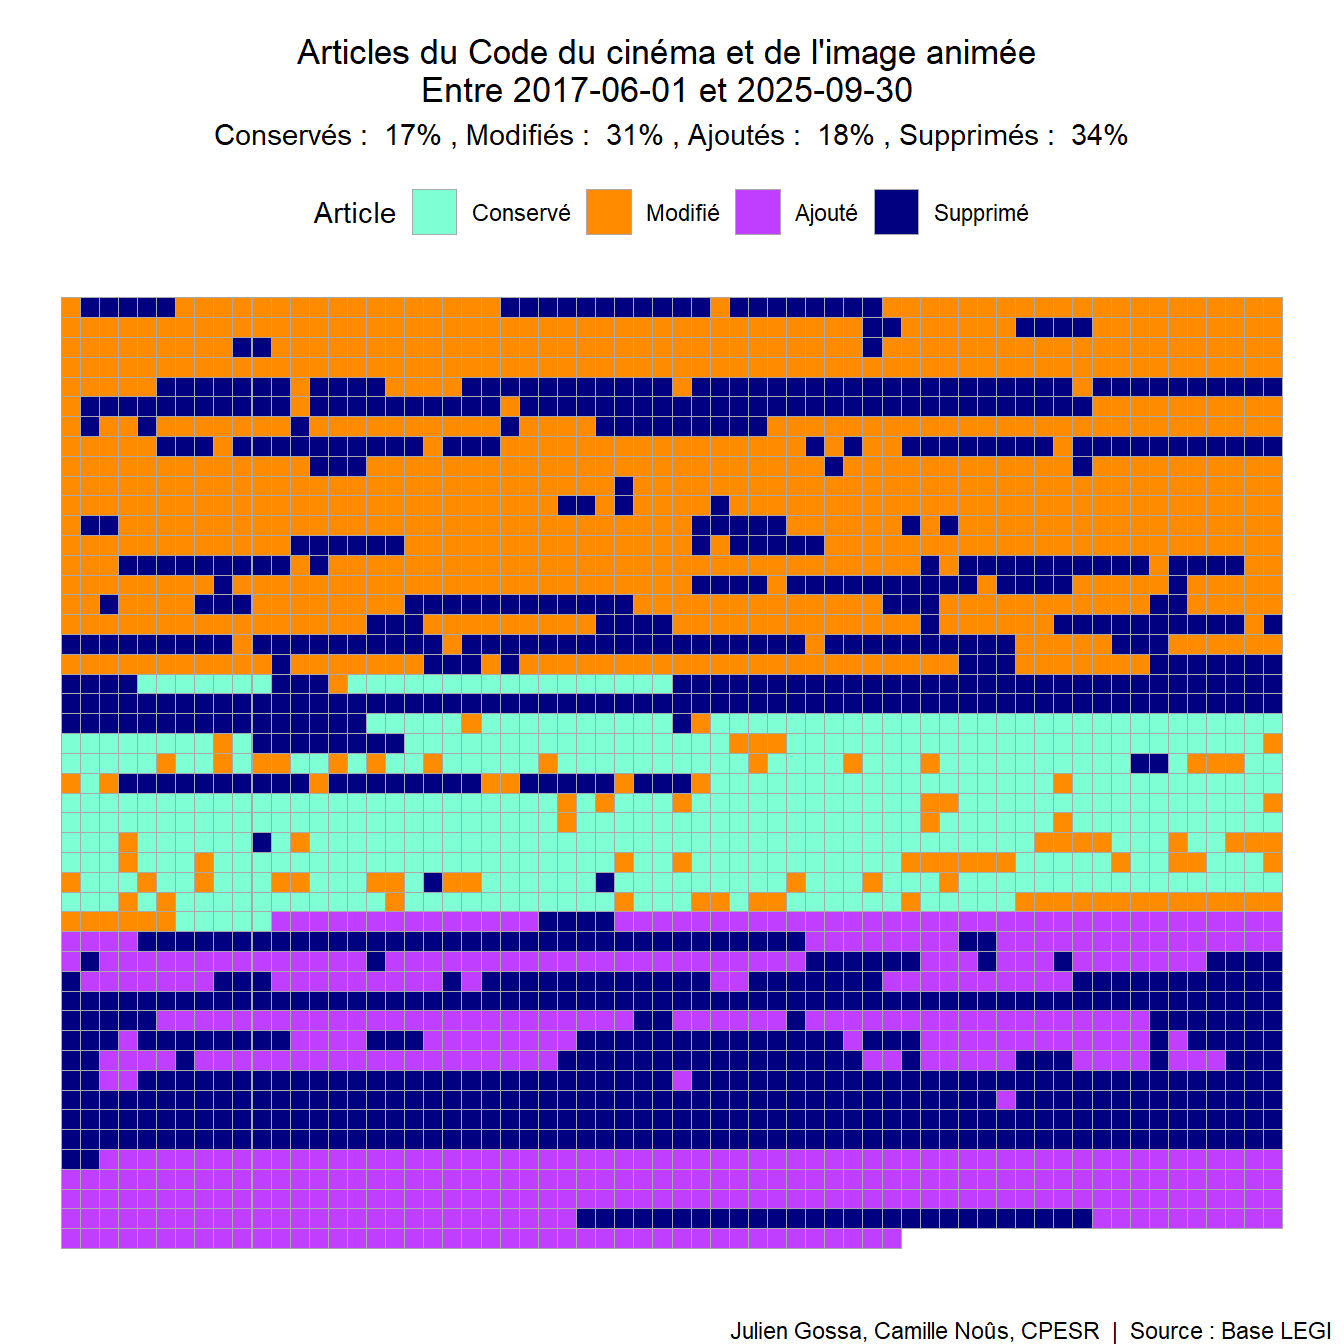 Articles du Code du cinéma et de l'image animée
Entre 2017-06-01 et 2025-09-30
Conservés :  17% , Modifiés :  31% , Ajoutés :  18% , Supprimés :  34%
Article Conservé Modifié Ajouté Supprimé
Julien Gossa, Camille Noûs, CPESR | Source : Base LEGI